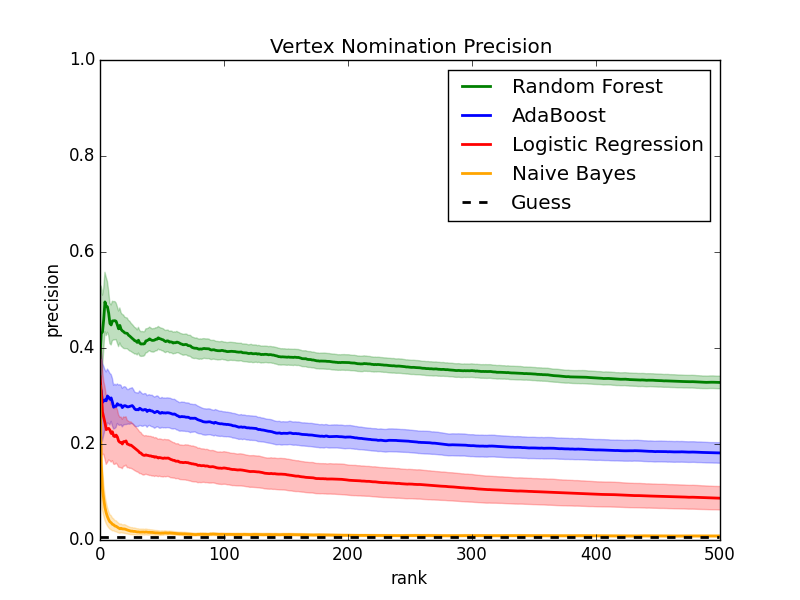 Vertex Nomination Precision
1.0
0.8
0.6
0.4
0.2
0.0
precision
Random Forest
AdaBoost
Logistic Regression
Naive Bayes
Guess
0 100 200 300 400 500
rank